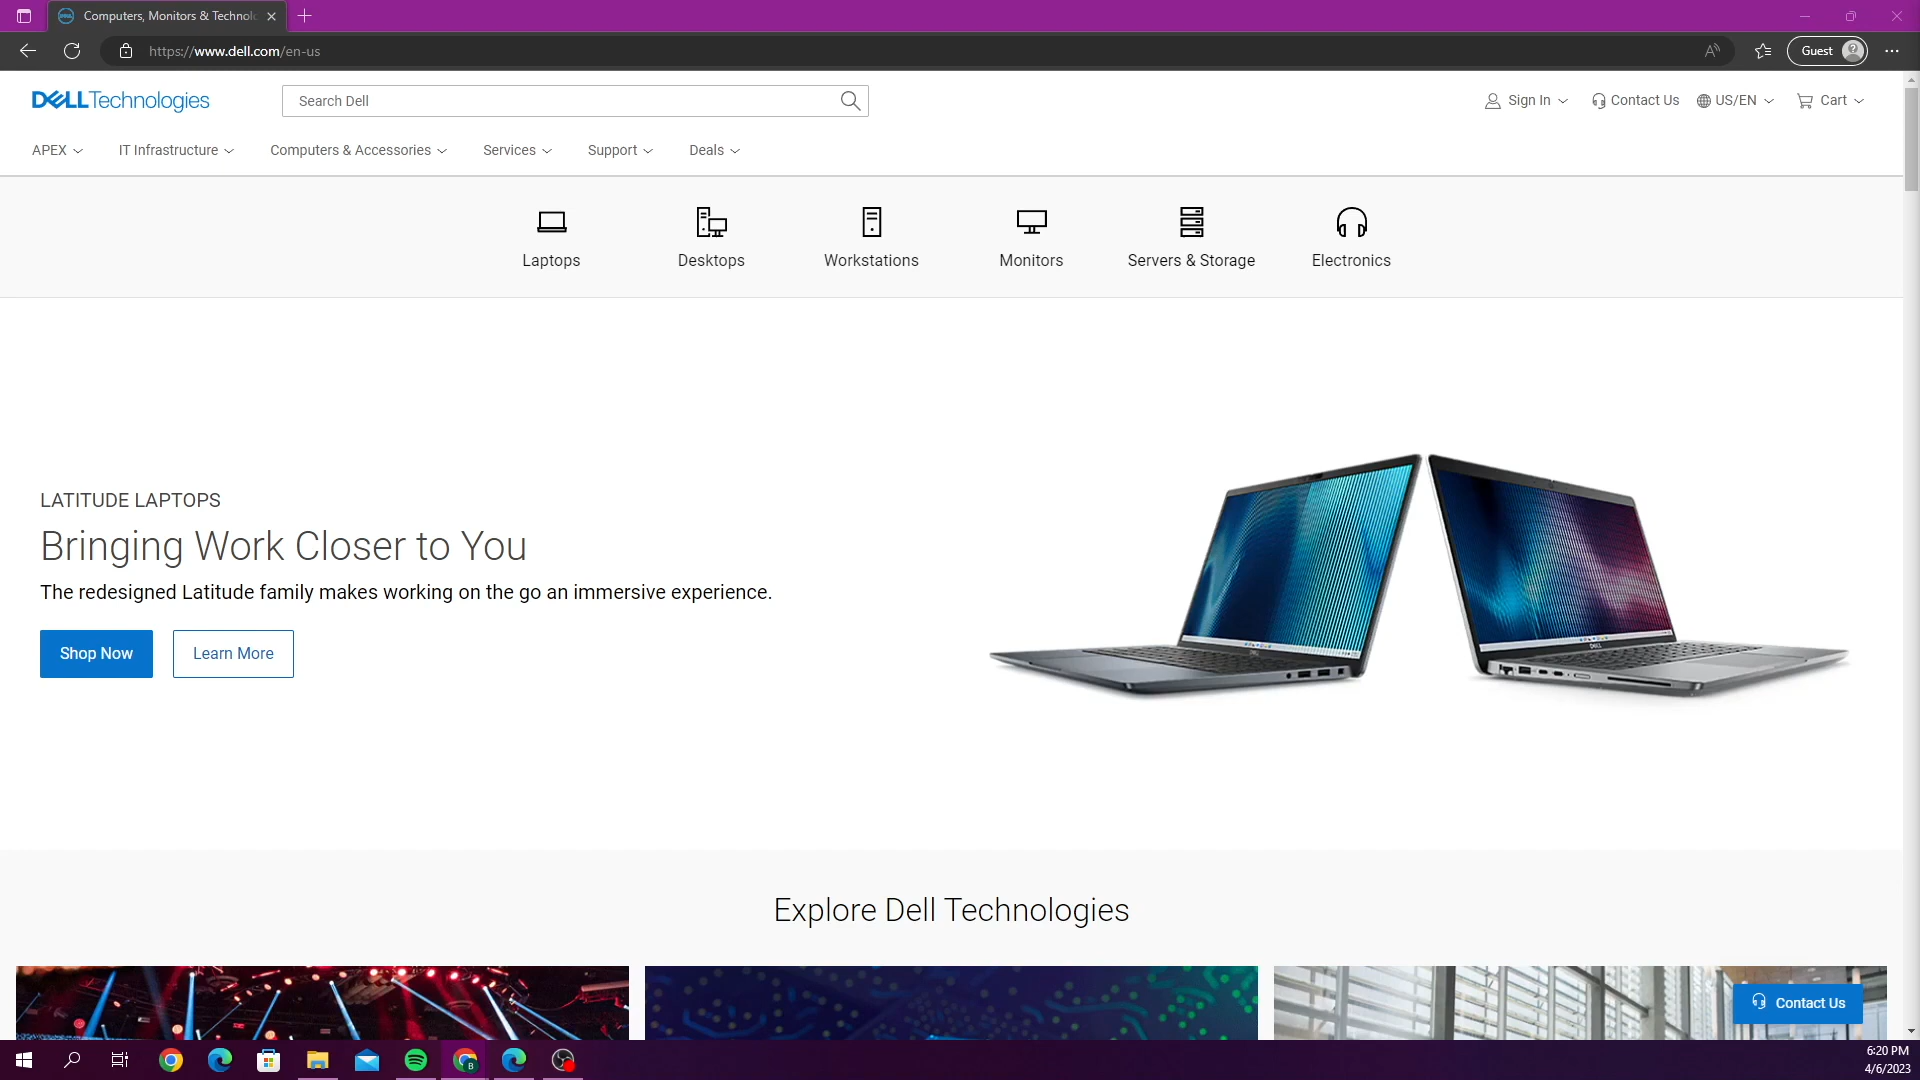 Computers, Monitors & Technol
https://www.dell.com/en-us
Guest
DELL Technologies
Search Dell
Sign In
Contact Us
US/EN
Cart
APEX
IT Infrastructure
Computers & Accessories
Services
Support
Deals
Laptops
Desktops
Workstations
Monitors
Servers & Storage
Electronics
LATITUDE LAPTOPS
Bringing Work Closer to You
The redesigned Latitude family makes working on the go an immersive experience.
Shop Now
Learn More
Explore Dell Technologies
Contact Us
6:20 PM
4/6/2023